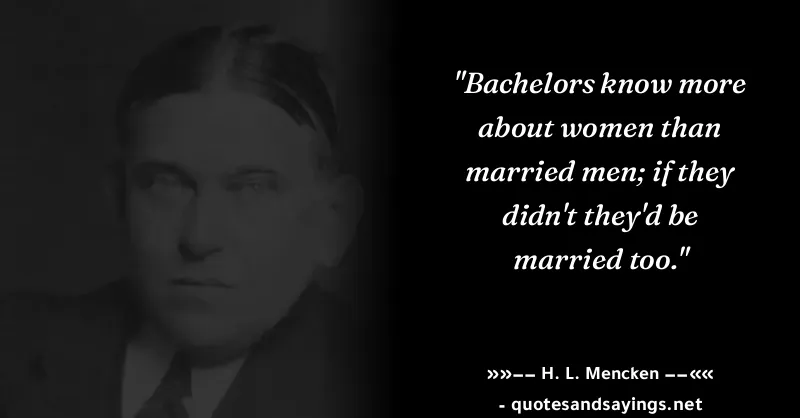 "Bachelors know more
about women than
married men; if they
didn't they'd be
married too."
»»−− H. L. Mencken −−««
- quotesandsayings.net